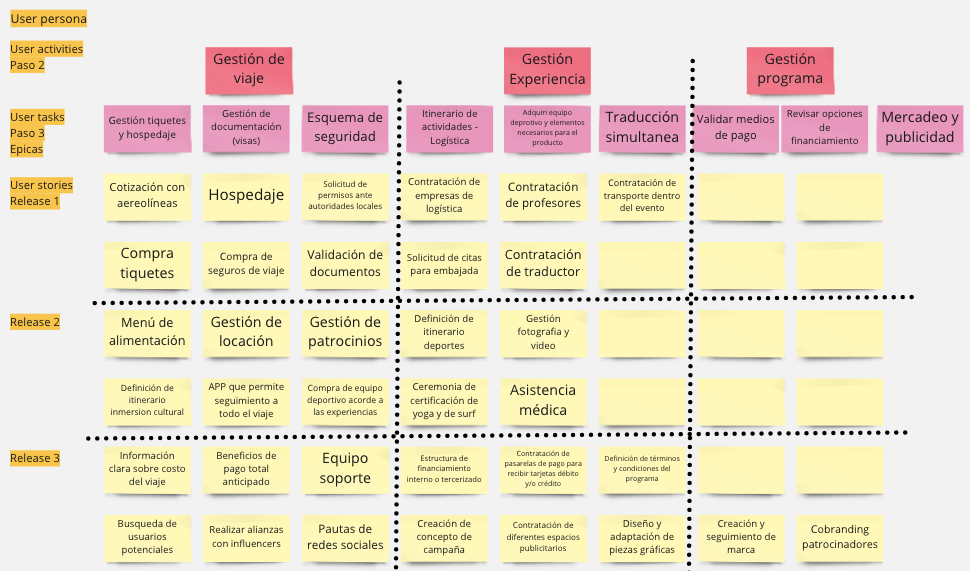 User persona
User activities
Paso 2
Gestión de
viaje
Gestión
Experiencia
Gestión
programa
User tasks
Paso 3
Epicas
Gestión tiquetes
y hospedaje
Gestión de
documentación
(visas)
Esquema de
seguridad
Itinerario de
actividades -
Logística
Adquirí equipo
deprotivo y elementos
necesarios para el
producto
Traducción
simultanea
Validar medios
de pago
Revisar opciones
de
financiamiento
Mercadeo y
publicidad
User stories
Release 1
Cotización con
aereolíneas
Hospedaje
Solicitud de
permisos ante
autoridades locales
Contratación de
empresas de
logística
Contratación
de profesores
Contratación de
transporte dentro
del evento
Compra
tiquetes
Compra de
seguros de viaje
Validación de
documentos
Solicitud de citas
para embajada
Contratación
de traductor
Release 2
Menú de
alimentación
Gestión de
locación
Gestión de
patrocinios
Definición de
itinerario
deportes
Gestión
fotografia y
video
Definición de
itinerario
inmersion cultural
APP que permite
seguimiento a
todo el viaje
Compra de equipo
deportivo acorde a
las experiencias
Ceremonia de
certificación de
yoga y de surf
Asistencia
médica
Release 3
Información
clara sobre costo
del viaje
Beneficios de
pago total
anticipado
Equipo
soporte
Estructura de
financiamiento
interno o tercerizado
Contratación de
pasarelas de pago para
recibir tarjetas débito
y/o crédito
Definición de términos
y condiciones del
programa
Busqueda de
usuarios
potenciales
Realizar alianzas
con influencers
Pautas de
redes sociales
Creación de
concepto de
campaña
Contratación de
diferentes espacios
publicitarios
Diseño y
adaptación de
piezas gráficas
Creación y
seguimiento de
marca
Cobranding
patrocinadores